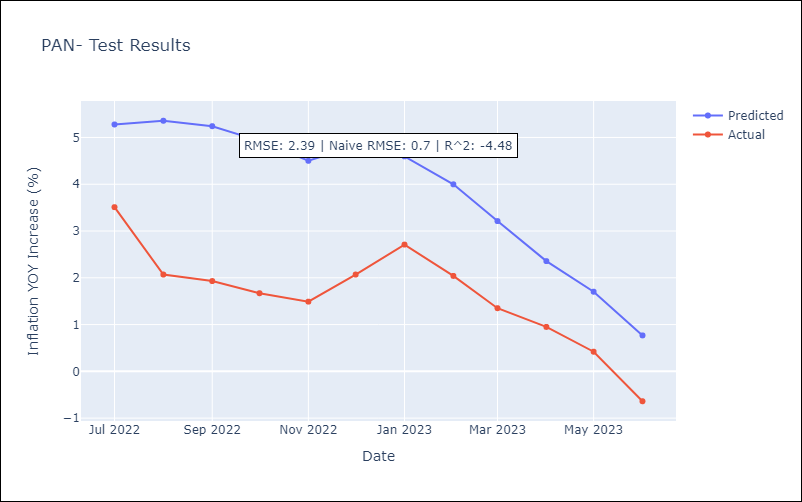 PAN- Test Results
Predicted
Actual
RMSE: 2.39 | Naive RMSE: 0.7 | R^2: -4.48
Inflation YOY Increase (%)
5
4
3
2
1
0
−1
Jul 2022
Sep 2022
Nov 2022
Jan 2023
Mar 2023
May 2023
Date